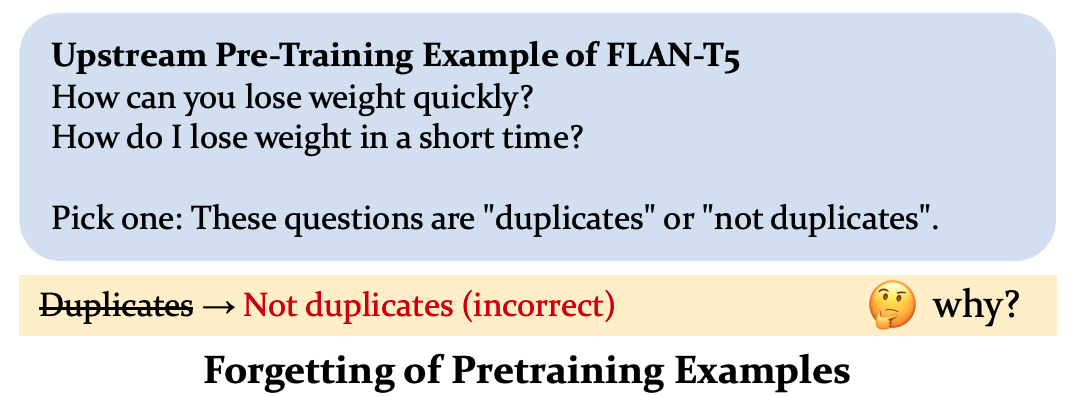 Upstream Pre-Training Example of FLAN-T5
How can you lose weight quickly?
How do I lose weight in a short time?
Pick one: These questions are "duplicates" or "not duplicates".
Duplicates → Not duplicates (incorrect)
🤔 why?
Forgetting of Pretraining Examples